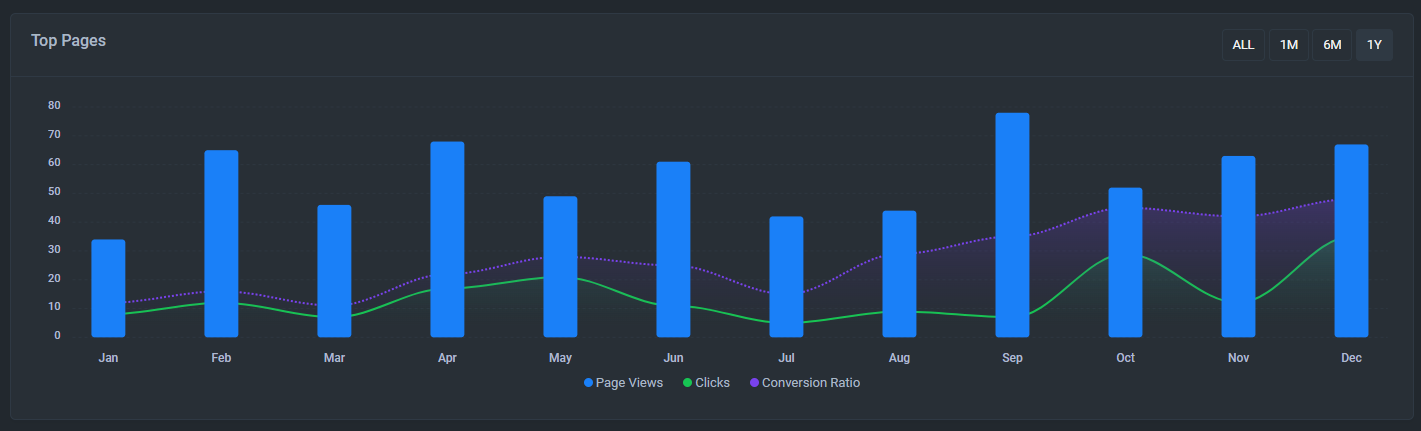 Top Pages
ALL 1M 6M 1Y
80
70
60
50
40
30
20
10
0
Jan Feb Mar Apr May Jun Jul Aug Sep Oct Nov Dec
Page Views Clicks Conversion Ratio